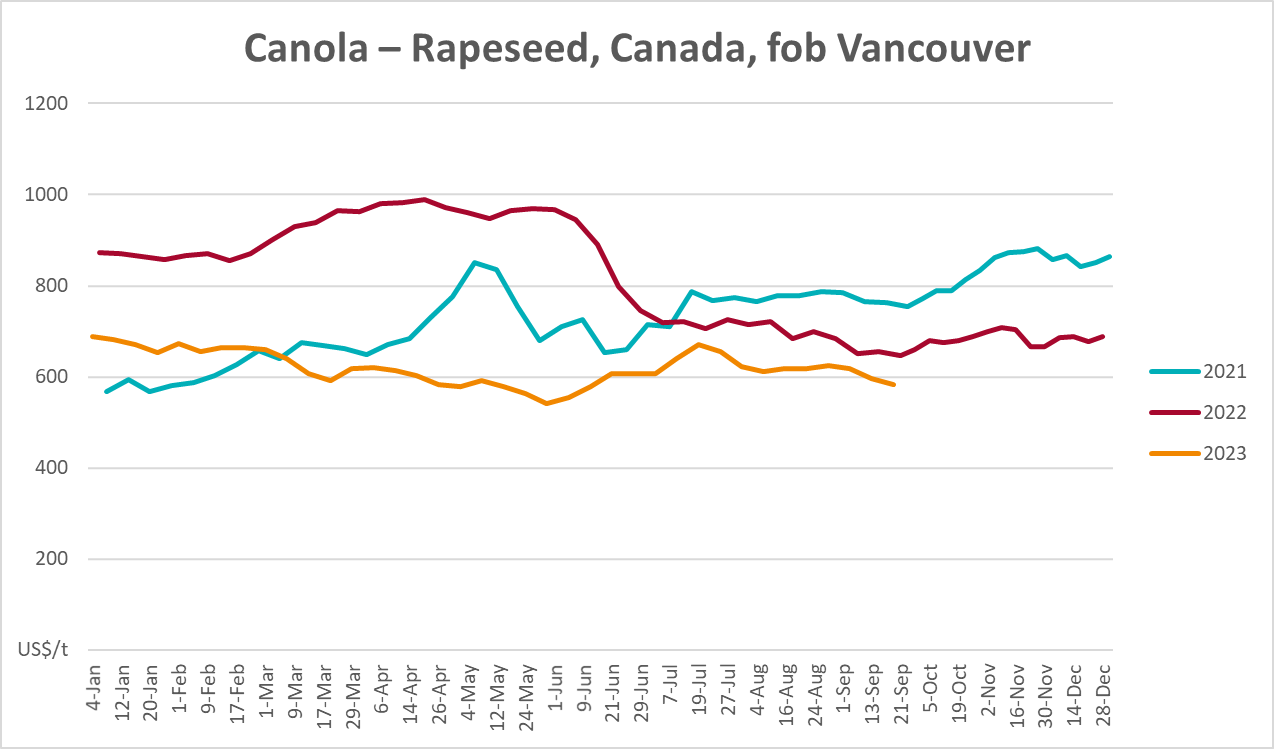 Canola – Rapeseed, Canada, fob Vancouver
1200
1000
800
600
400
200
US$/t
4-Jan
12-Jan
20-Jan
1-Feb
9-Feb
17-Feb
1-Mar
9-Mar
17-Mar
29-Mar
6-Apr
14-Apr
26-Apr
4-May
12-May
24-May
1-Jun
9-Jun
21-Jun
29-Jun
7-Jul
19-Jul
27-Jul
4-Aug
16-Aug
24-Aug
1-Sep
13-Sep
21-Sep
5-Oct
19-Oct
2-Nov
16-Nov
30-Nov
14-Dec
28-Dec
2021
2022
2023